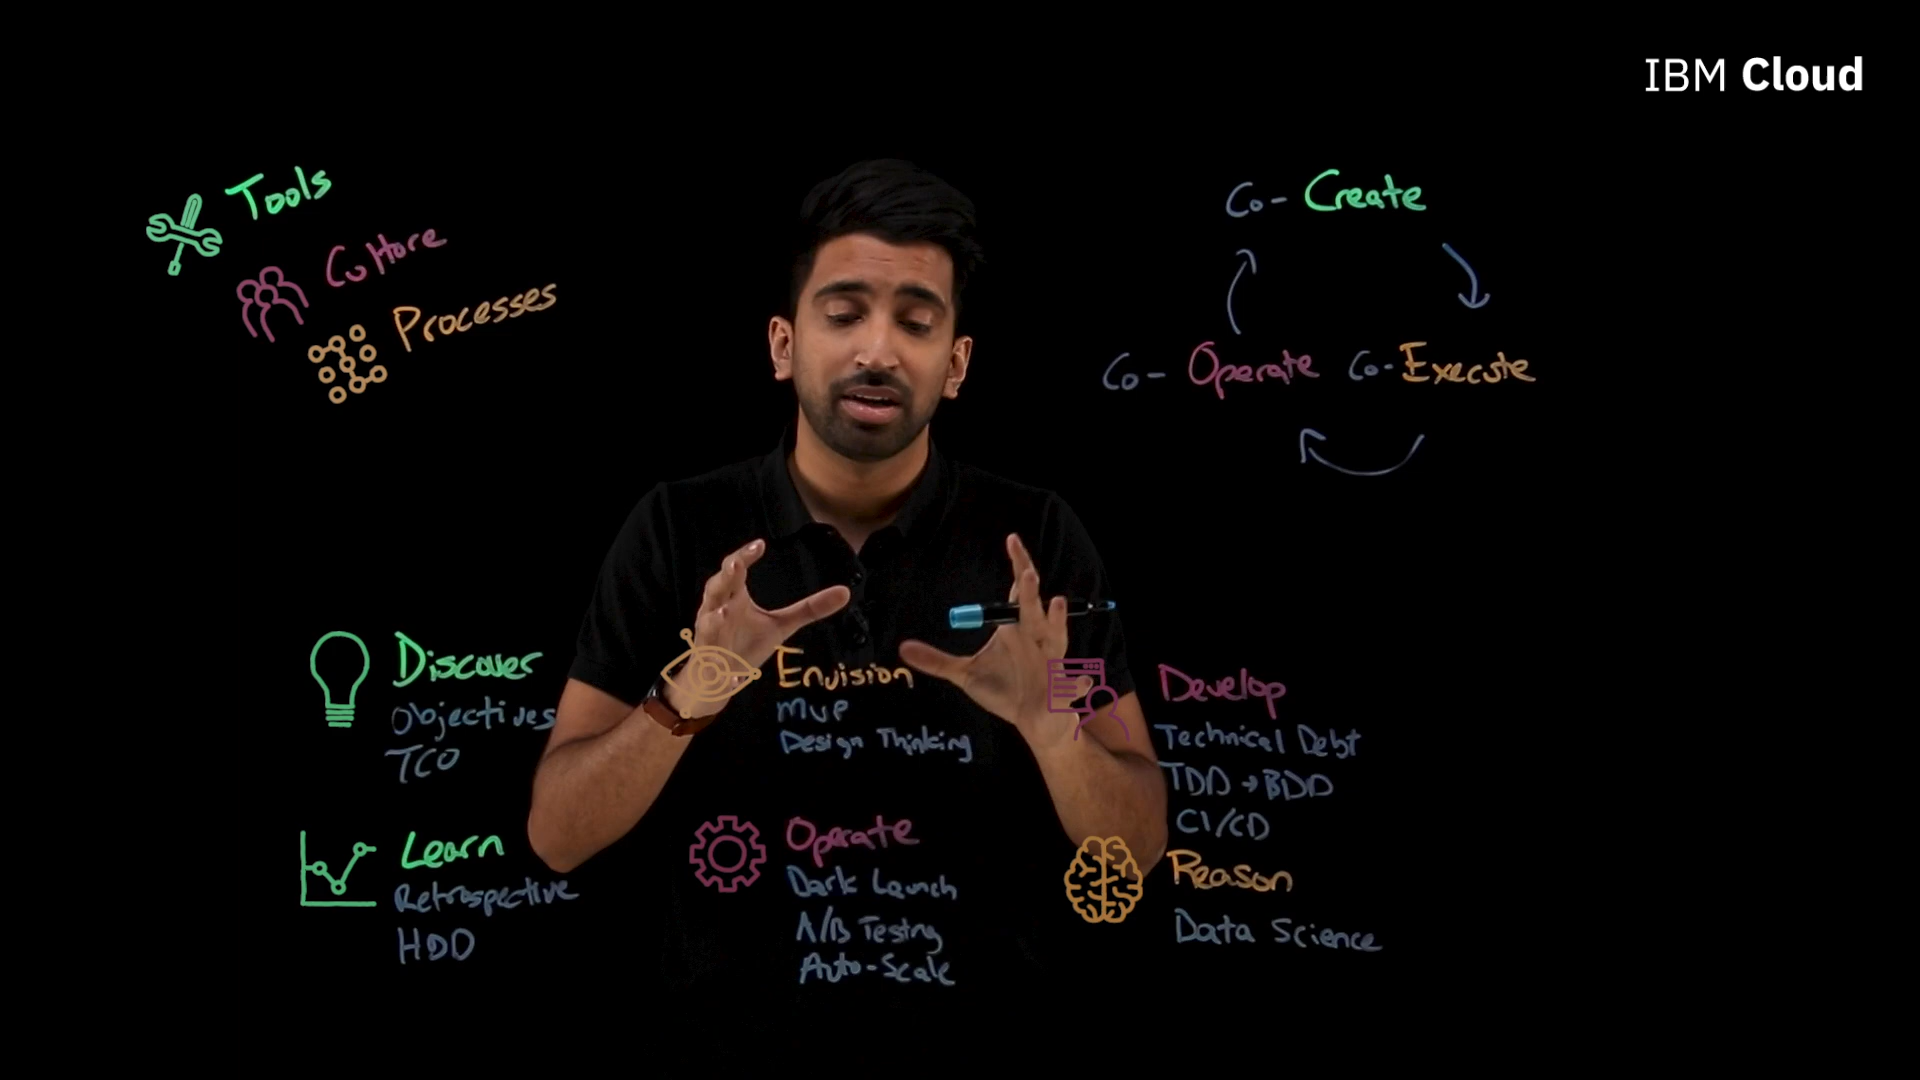 IBM Cloud
Tools
Culture
Processes
Co-Create
Co-Operate
Co-Execute
Discover
Objectives
TCO
Envision
MVP
Design Thinking
Develop
Technical Debt
TDD → BDD
CI/CD
Learn
Retrospective
HDD
Operate
Dark Launch
A/B Testing
Auto-Scale
Reason
Data Science